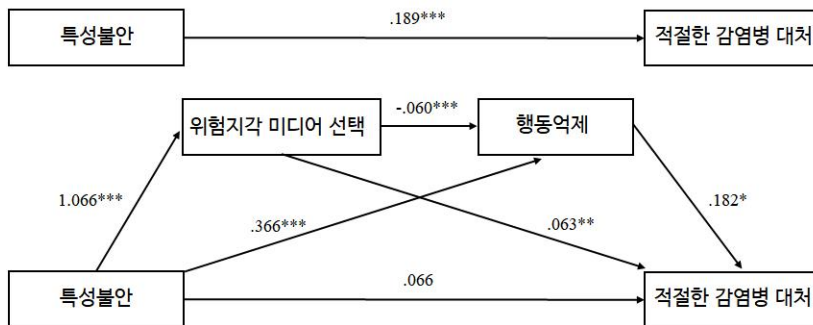 .189***
특성불안
적절한 감염병 대처
위험지각 미디어 선택
-.060***
행동억제
1.066***
.366***
.063**
.182*
.066
특성불안
적절한 감염병 대처